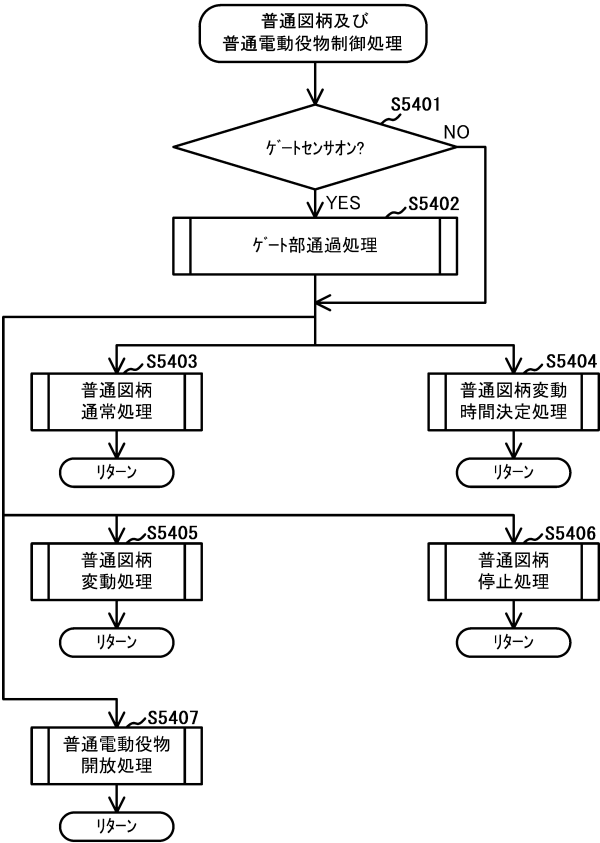 普通図柄及び
普通電動役物制御処理
S5401
ｹﾞｰﾄｾﾝｻｵﾝ?
NO
YES
S5402
ｹﾞｰﾄ部通過処理
S5403
普通図柄
通常処理
ﾘﾀｰﾝ
S5404
普通図柄変動
時間決定処理
ﾘﾀｰﾝ
S5405
普通図柄
変動処理
ﾘﾀｰﾝ
S5406
普通図柄
停止処理
ﾘﾀｰﾝ
S5407
普通電動役物
開放処理
ﾘﾀｰﾝ